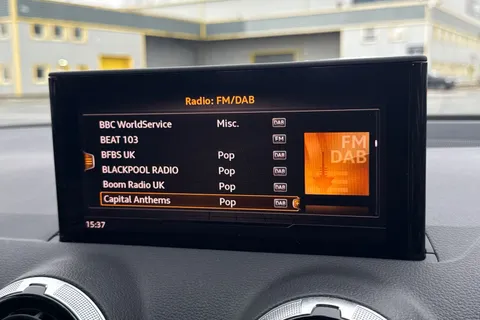 Radio: FM/DAB
BBC WorldService Misc. DAB
BEAT 103 FM
BFBS UK Pop DAB
BLACKPOOL RADIO Pop DAB
Boom Radio UK Pop DAB
Capital Anthems Pop DAB
FM
DAB
15:37